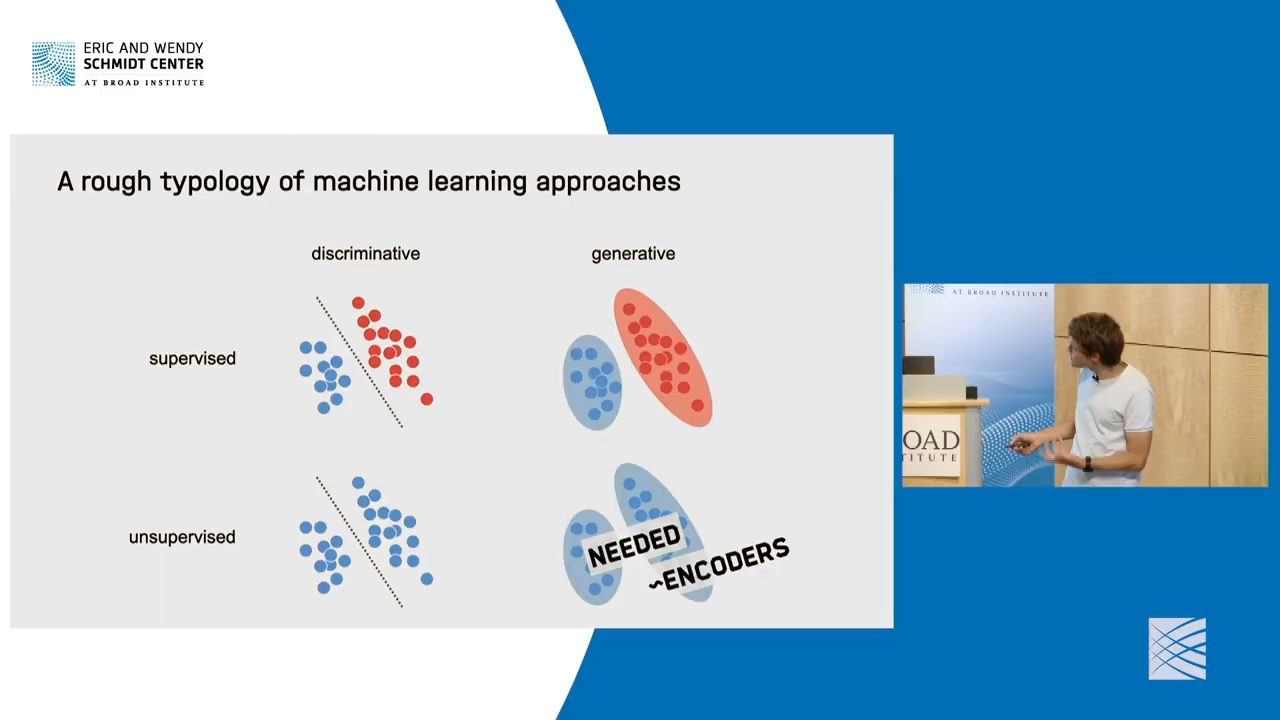 ERIC AND WENDY
SCHMIDT CENTER
AT BROAD INSTITUTE
A rough typology of machine learning approaches
discriminative
generative
supervised
unsupervised
NEEDED
~ENCODERS
AT BROAD INSTITUTE
OAD
TITUTE